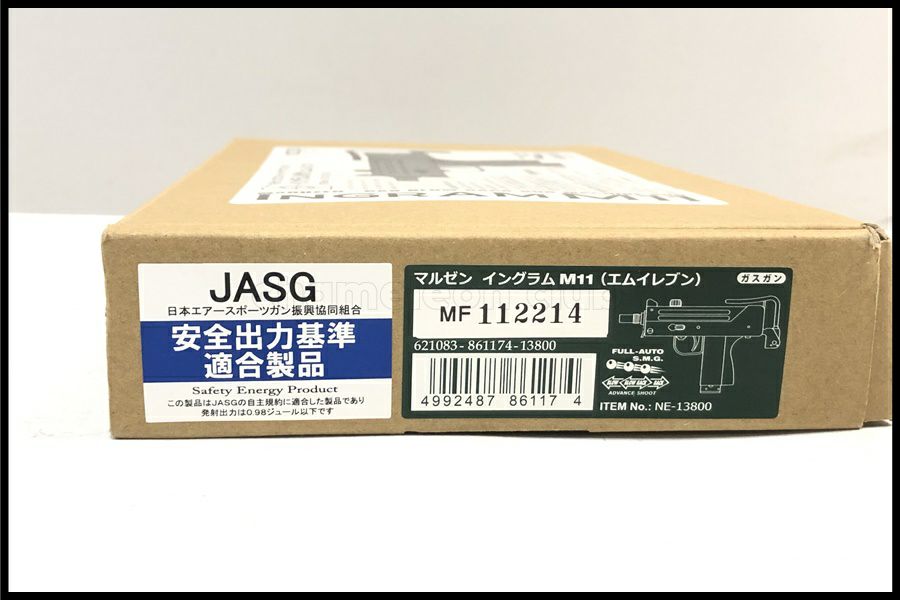 INGRAM M11
JASG
日本エアースポーツガン振興協同組合
安全出力基準
適合製品
Safety Energy Product
この製品はJASGの自主規約に適合した製品であり
発射出力は0.98ジュール以下です
マルゼン イングラム M11 (エムイレブン)
ガスガン
MF 112214
621083-861174-13800
4992487 86117 4
FULL-AUTO
S.M.G.
BLOW BLOW BACK BACK
ADVANCE SHOOT
ITEM No.: NE-13800